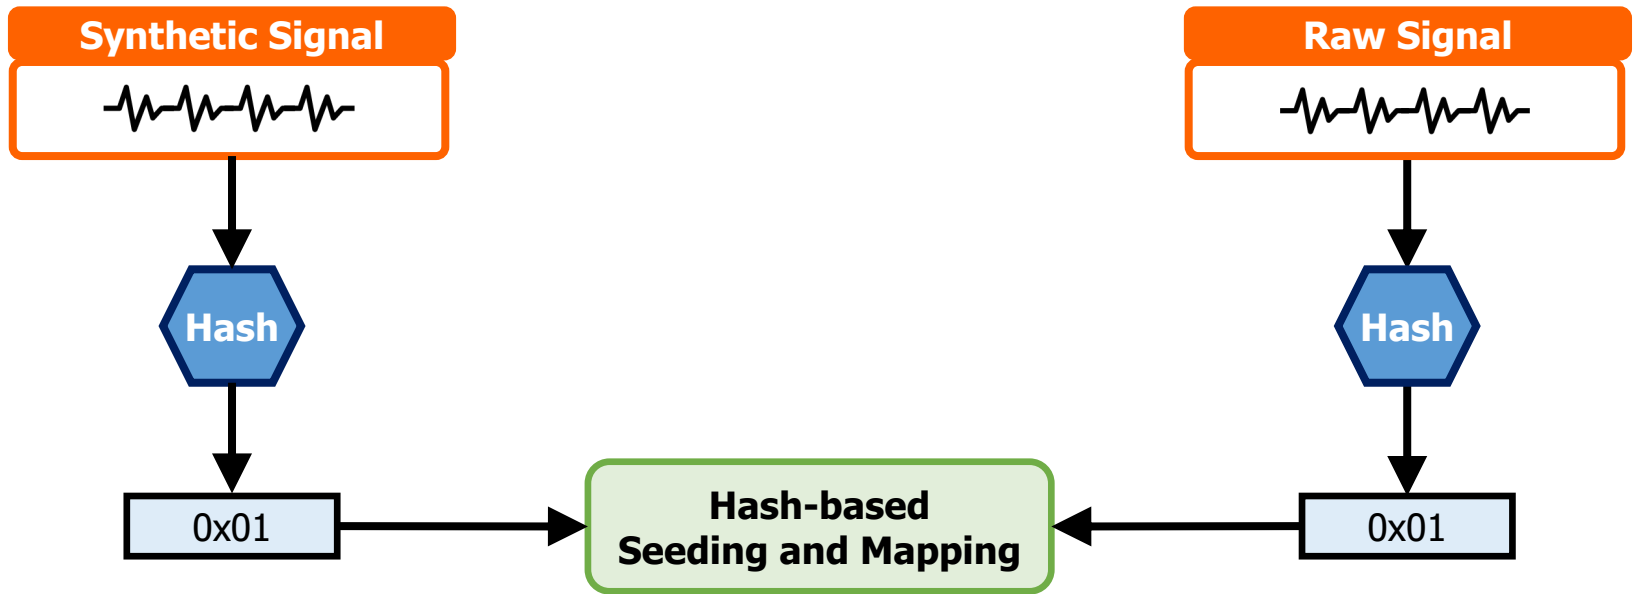 Synthetic Signal
Raw Signal
Hash
Hash
0x01
Hash-based
Seeding and Mapping
0x01